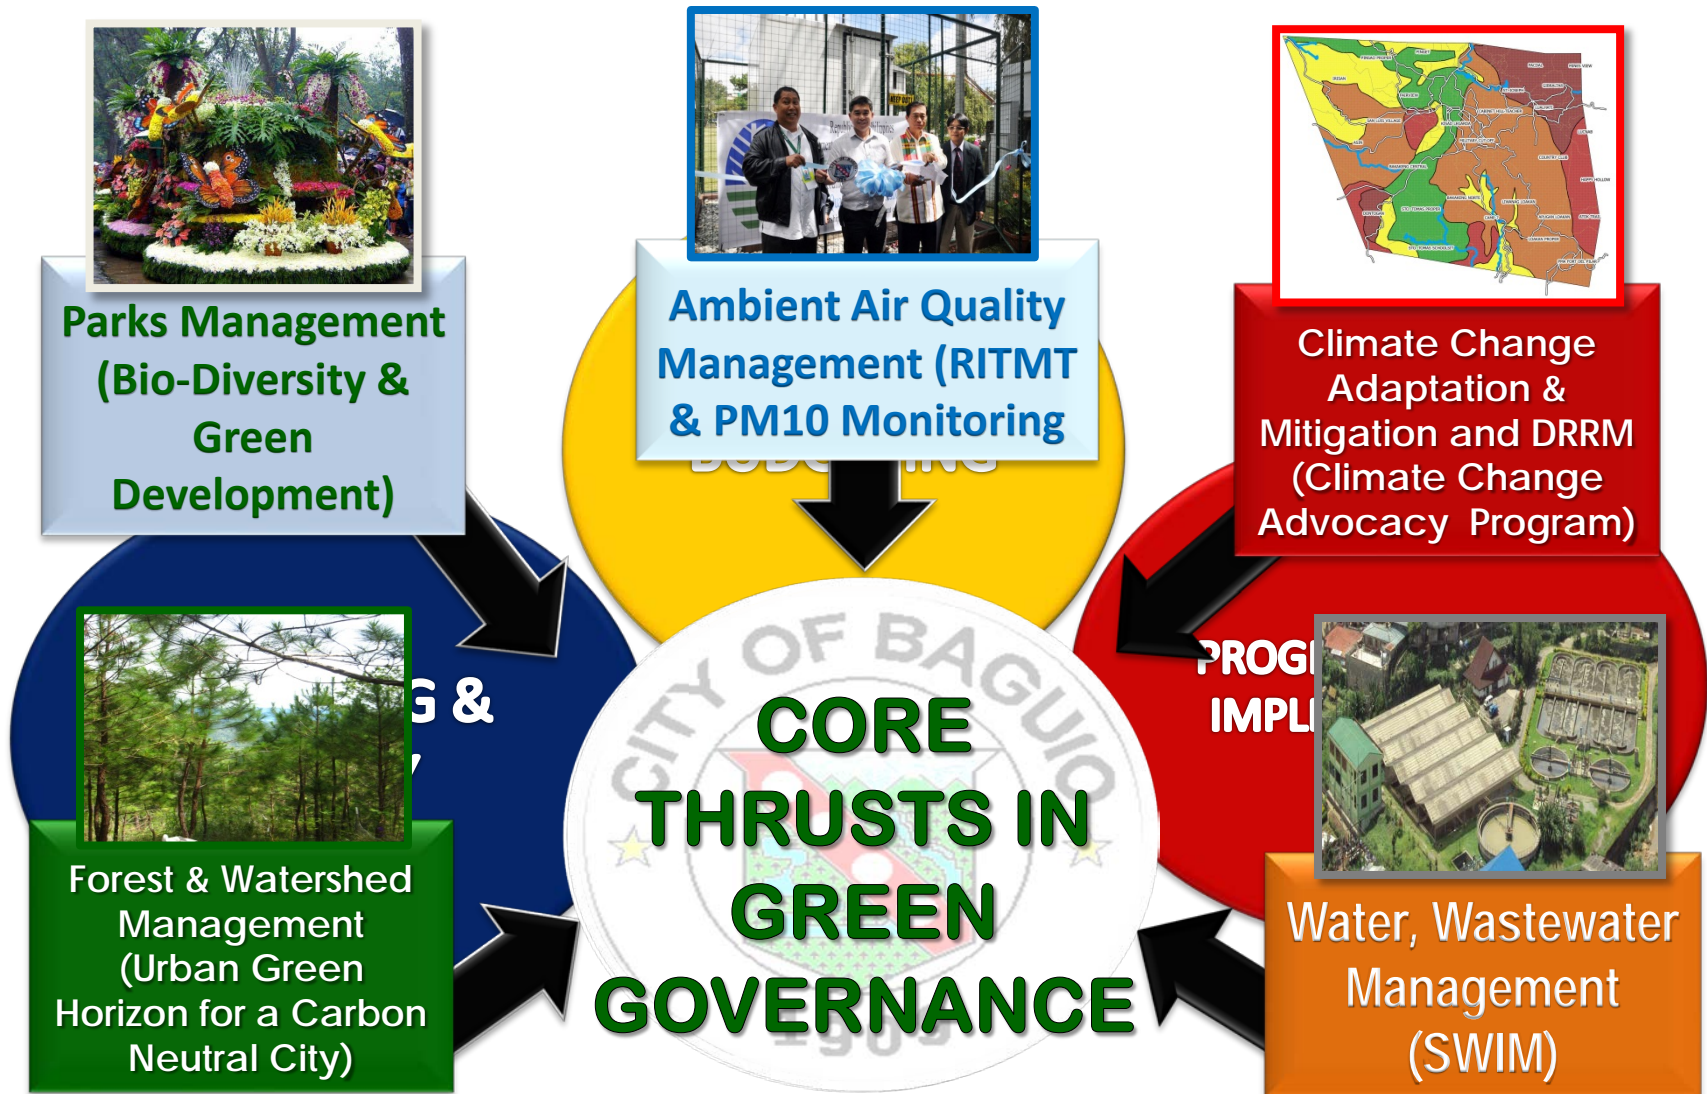 Parks Management
(Bio-Diversity &
Green
Development)
Ambient Air Quality
Management (RITMT
& PM10 Monitoring
Climate Change
Adaptation &
Mitigation and DRRM
(Climate Change
Advocacy Program)
G &
CITY OF BAGUIO
CORE
THRUSTS IN
GREEN
GOVERNANCE
1909
Forest & Watershed
Management
(Urban Green
Horizon for a Carbon
Neutral City)
Water, Wastewater
Management
(SWIM)